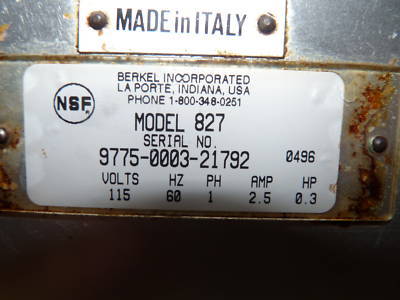 MADE in ITALY
BERKEL INCORPORATED
LA PORTE, INDIANA, USA
PHONE 1-800-348-0251
NSF®
MODEL 827
SERIAL NO.
9775-0003-21792 0496
VOLTS HZ PH AMP HP
115 60 1 2.5 0.3